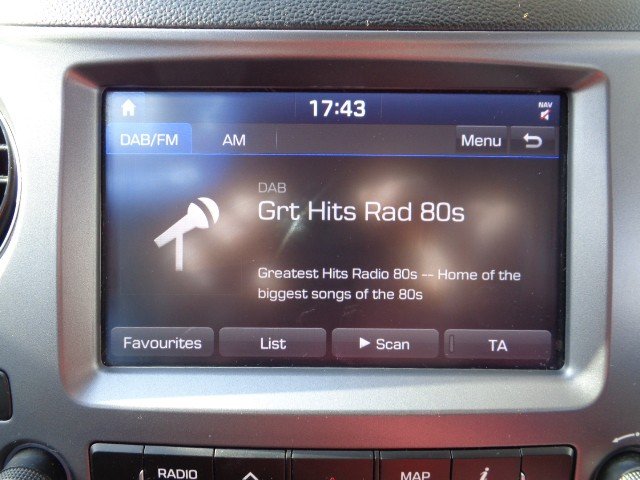 17:43
NAV
DAB/FM
AM
Menu
DAB
Grt Hits Rad 80s
Greatest Hits Radio 80s -- Home of the
biggest songs of the 80s
Favourites
List
Scan
TA
RADIO
MAP
i